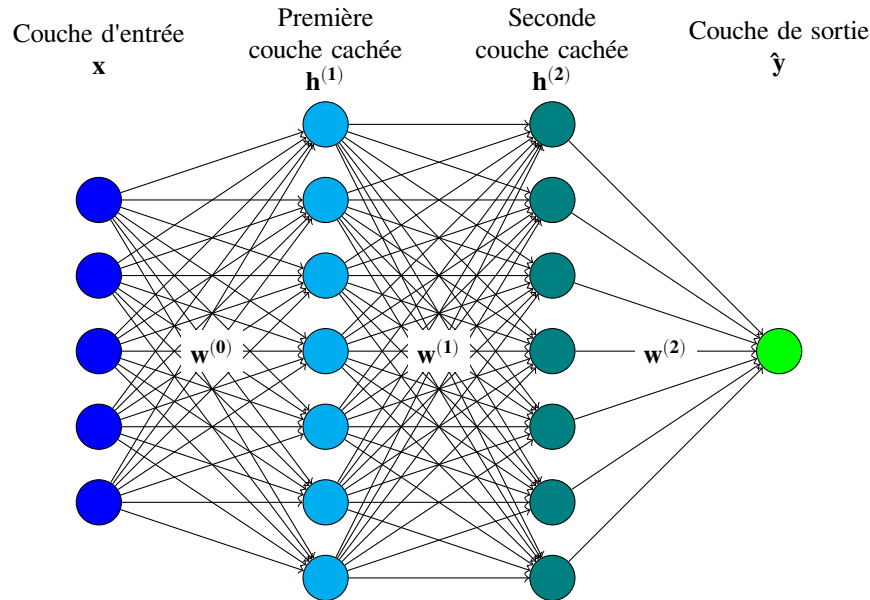 Couche d'entrée
x
Première
couche cachée
h⁽¹⁾
Seconde
couche cachée
h⁽²⁾
Couche de sortie
ŷ
w⁽⁰⁾
w⁽¹⁾
w⁽²⁾